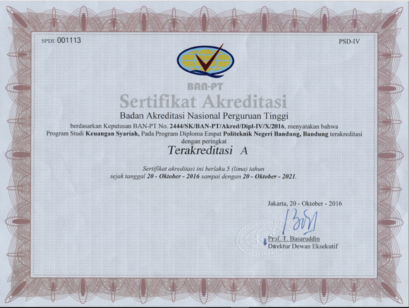 SPDE 001113
PSD-IV
BAN-PT
Sertifikat Akreditasi
Badan Akreditasi Nasional Perguruan Tinggi
berdasarkan Keputusan BAN-PT No. 2444/SK/BAN-PT/Akred/Dipl-IV/X/2016, menyatakan bahwa
Program Studi Keuangan Syariah, Pada Program Diploma Empat Politeknik Negeri Bandung, Bandung terakreditasi
dengan peringkat
Terakreditasi A
Sertifikat akreditasi ini berlaku 5 (lima) tahun
sejak tanggal 20 - Oktober - 2016 sampai dengan 20 - Oktober - 2021.
Jakarta, 20 - Oktober - 2016
Prof. T. Basaruddin
Direktur Dewan Eksekutif